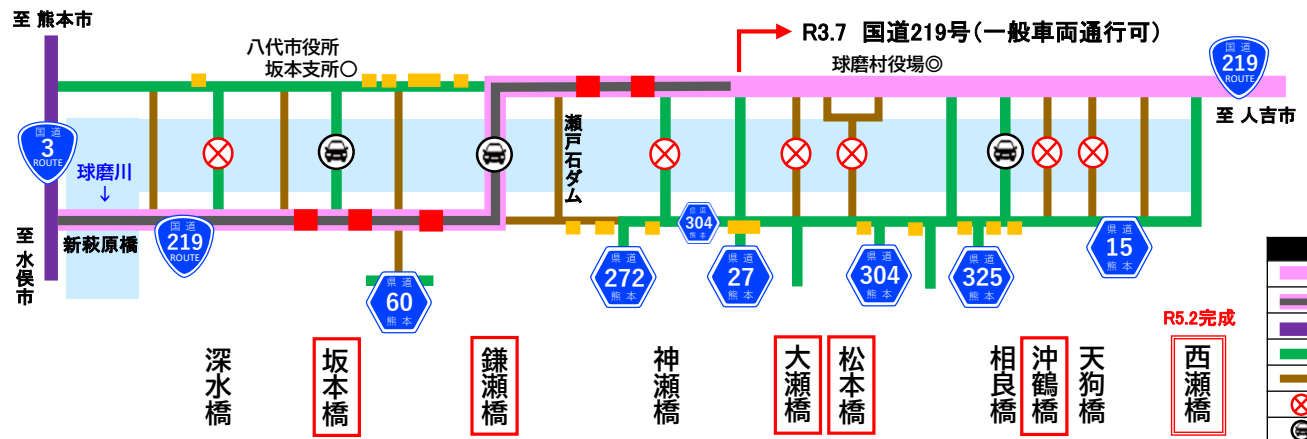 至 熊本市
R3.7 国道219号(一般車両通行可)
八代市役所
坂本支所○
球磨村役場◎
国道
219
ROUTE
至 人吉市
国道
3
ROUTE
球磨川
↓
瀬戸石ダム
新萩原橋
国道
219
ROUTE
至 水俣市
県道
304
熊本
県道
60
熊本
県道
272
熊本
県道
27
熊本
県道
304
熊本
県道
325
熊本
県道
15
熊本
R5.2完成
深水橋
坂本橋
鎌瀬橋
神瀬橋
大瀬橋
松本橋
相良橋
沖鶴橋
天狗橋
西瀬橋